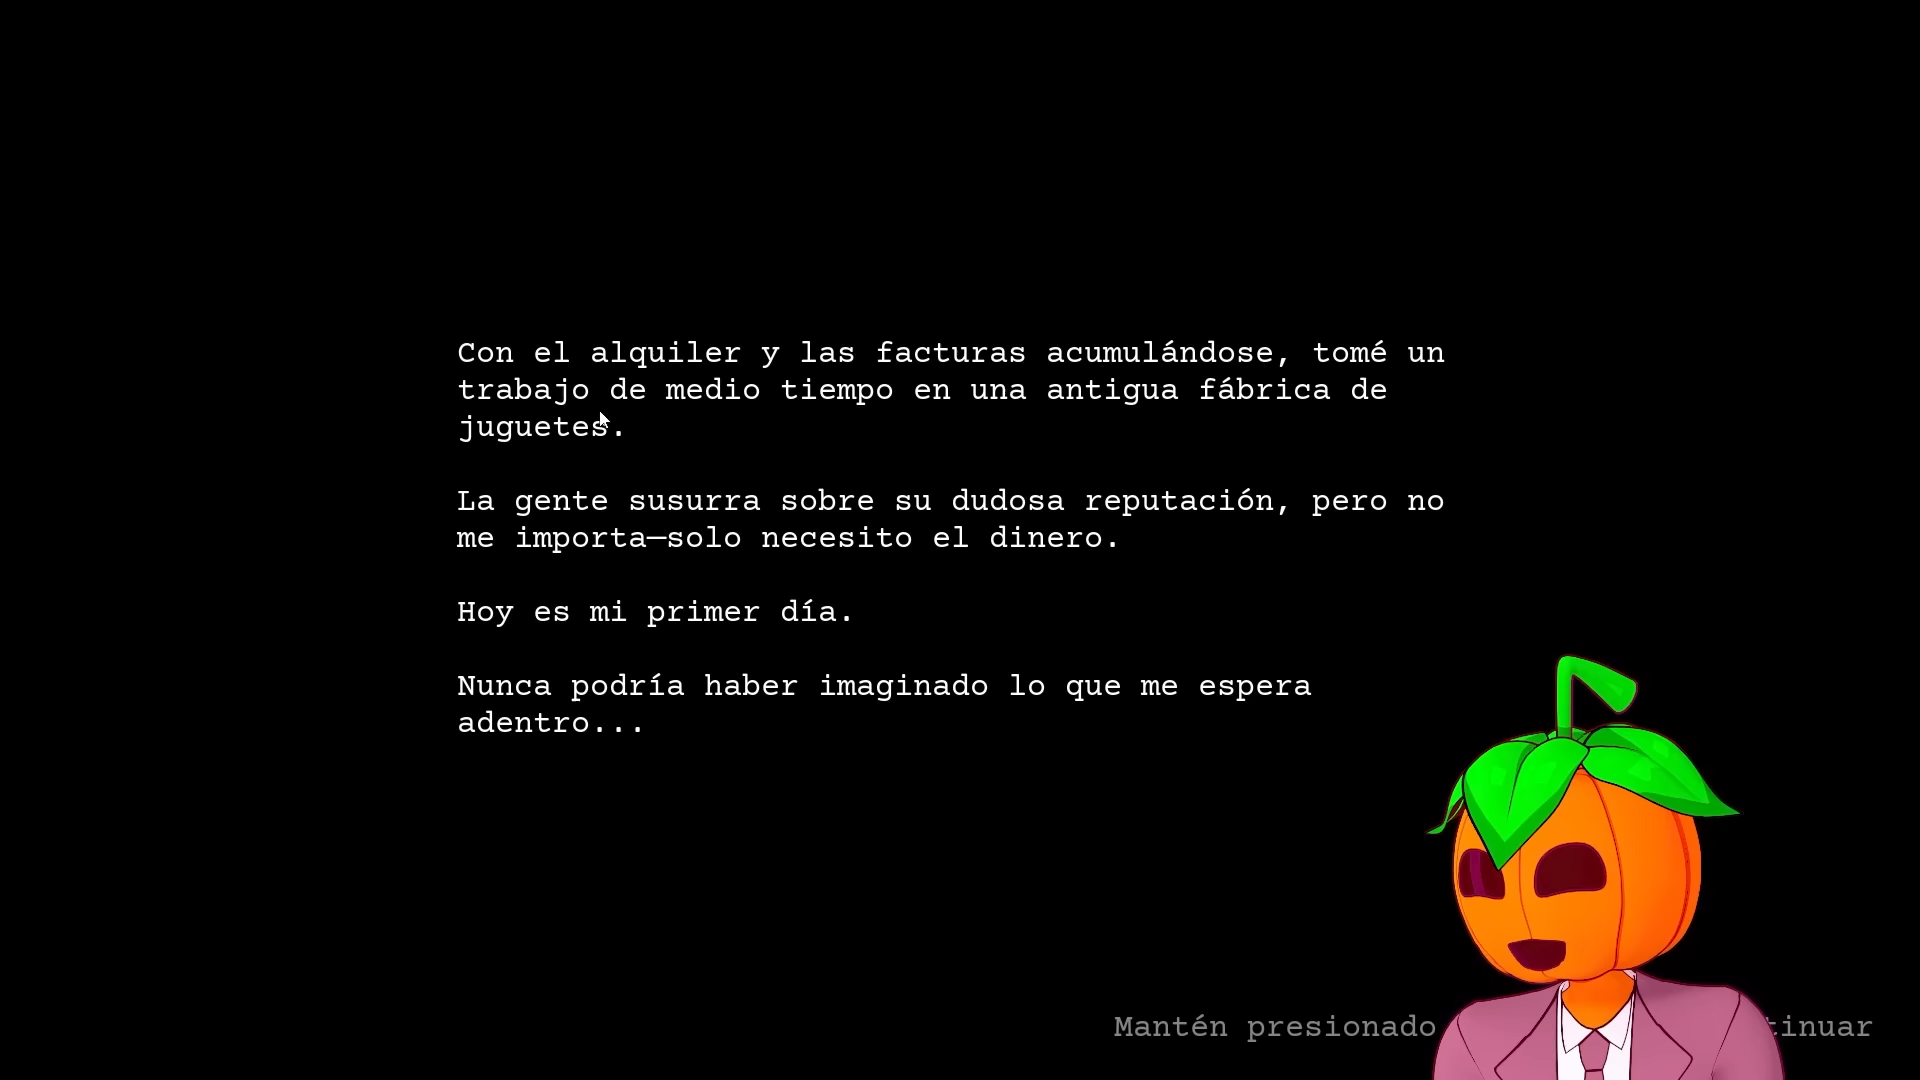 Con el alquiler y las facturas acumulándose, tomé un
trabajo de medio tiempo en una antigua fábrica de
juguetes.
La gente susurra sobre su dudosa reputación, pero no
me importa—solo necesito el dinero.
Hoy es mi primer día.
Nunca podría haber imaginado lo que me espera
adentro...
Mantén presionado tinuar